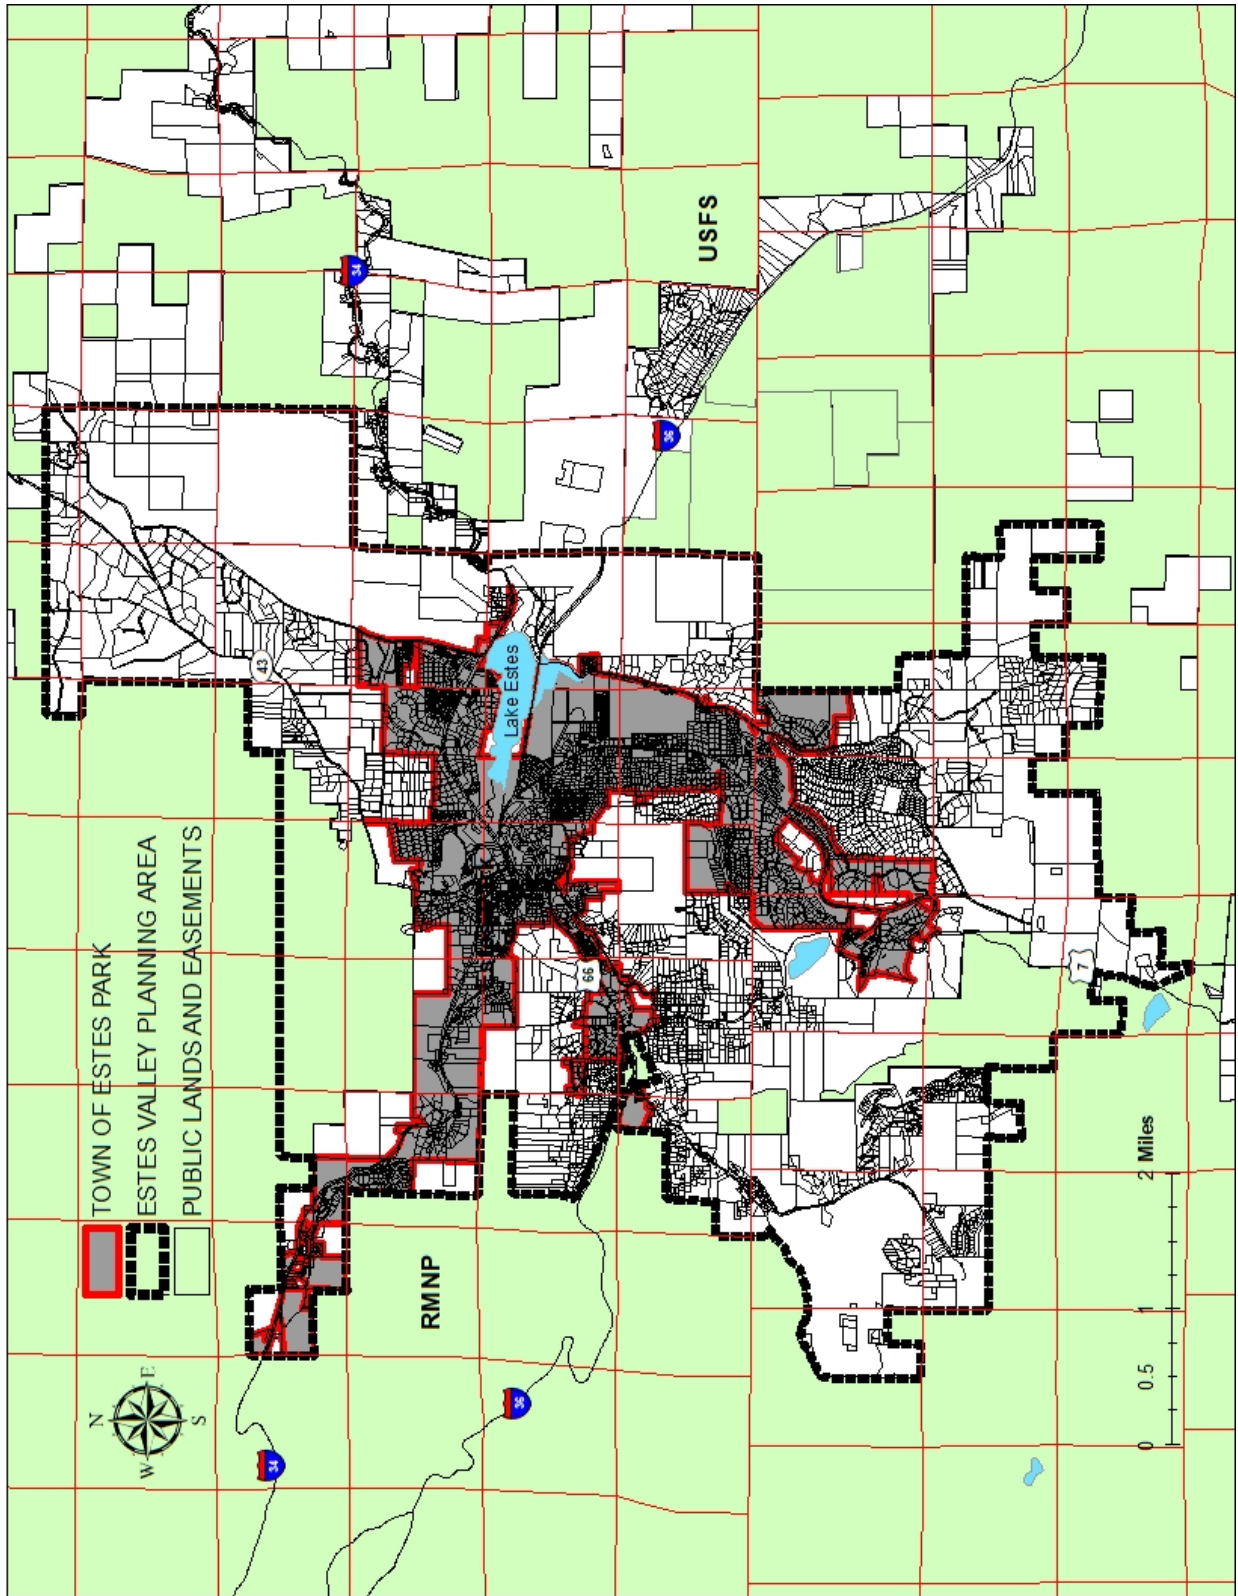 N
W
E
S
TOWN OF ESTES PARK
ESTES VALLEY PLANNING AREA
PUBLIC LANDS AND EASEMENTS
34
36
RMNP
43
34
66
Lake Estes
36
USFS
7
0 0.5 1 2 Miles